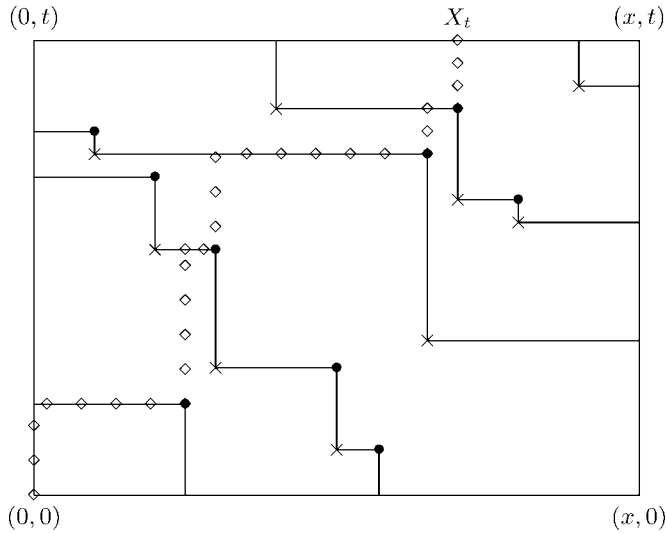 (0, t) X_t (x, t)
(0, 0) (x, 0)